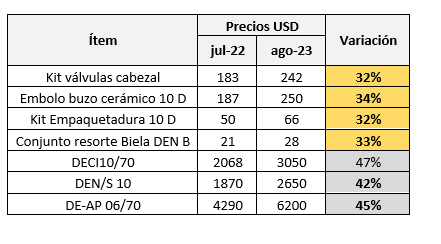 Ítem Precios USD Variación
jul-22 ago-23
Kit válvulas cabezal 183 242 32%
Embolo buzo cerámico 10 D 187 250 34%
Kit Empaquetadura 10 D 50 66 32%
Conjunto resorte Biela DEN B 21 28 33%
DECI10/70 2068 3050 47%
DEN/S 10 1870 2650 42%
DE-AP 06/70 4290 6200 45%